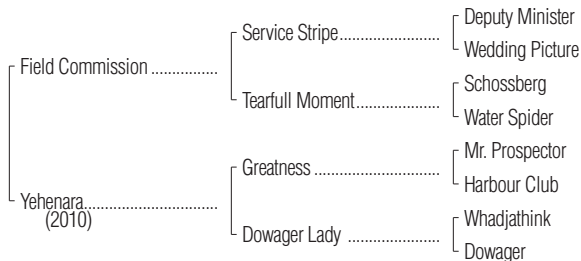 Deputy Minister
Service Stripe..................
Wedding Picture
Field Commission ................
Schossberg
Tearfull Moment................
Water Spider
Mr. Prospector
Greatness .......................
Harbour Club
Yehenara................................
(2010)
Whadjathink
Dowager Lady ..................
Dowager